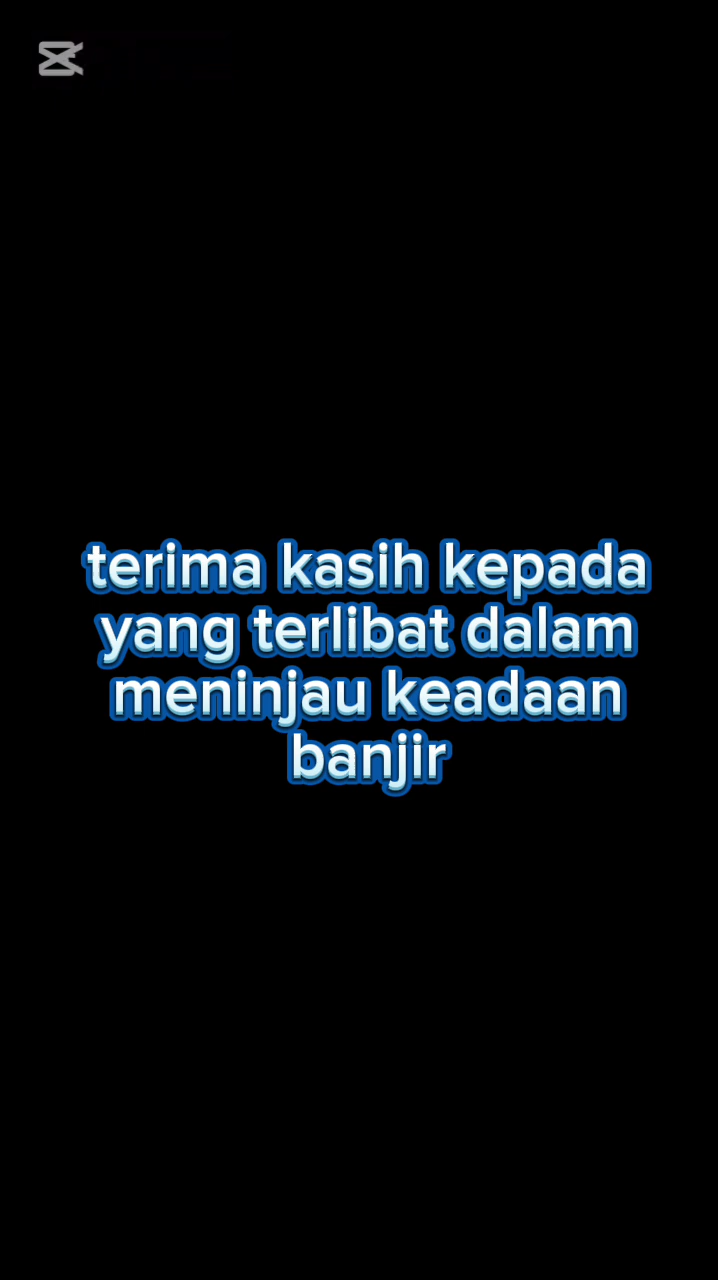 terima kasih kepada
yang terlibat dalam
meninjau keadaan
banjir